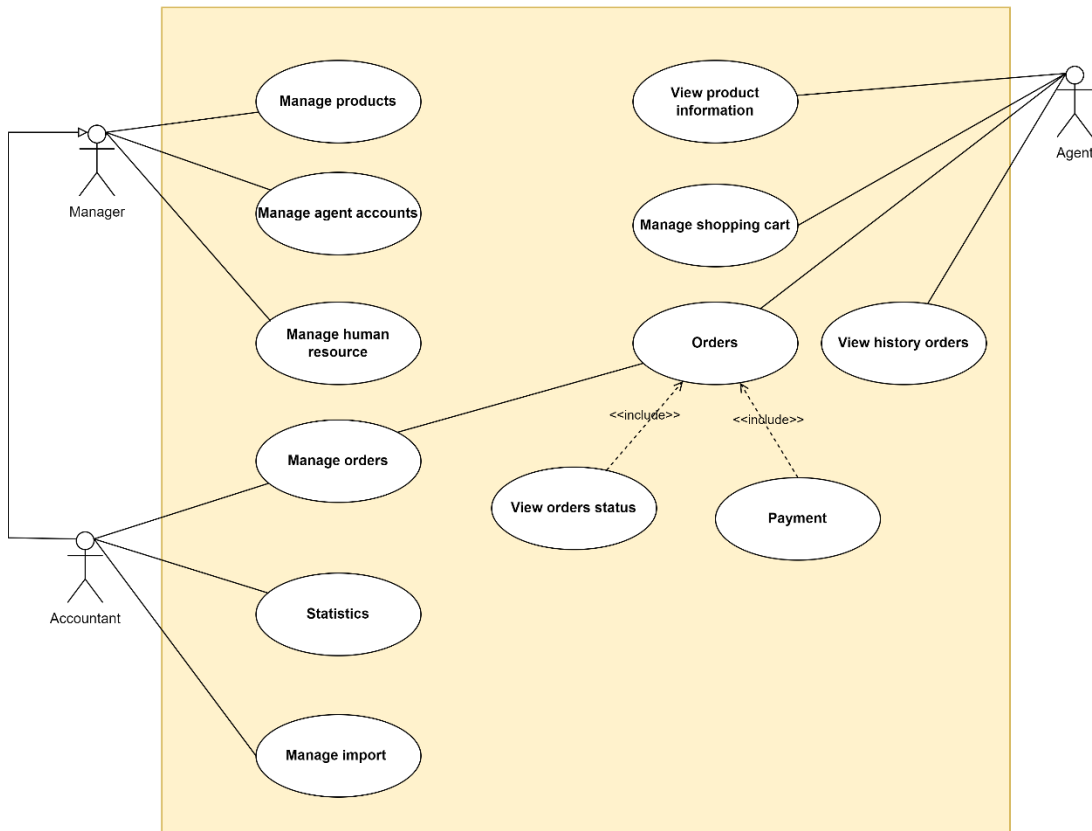 Manage products
View product
information
Agent
Manager
Manage agent accounts
Manage shopping cart
Manage human
resource
Orders
View history orders
<<include>>
<<include>>
Manage orders
View orders status
Payment
Accountant
Statistics
Manage import